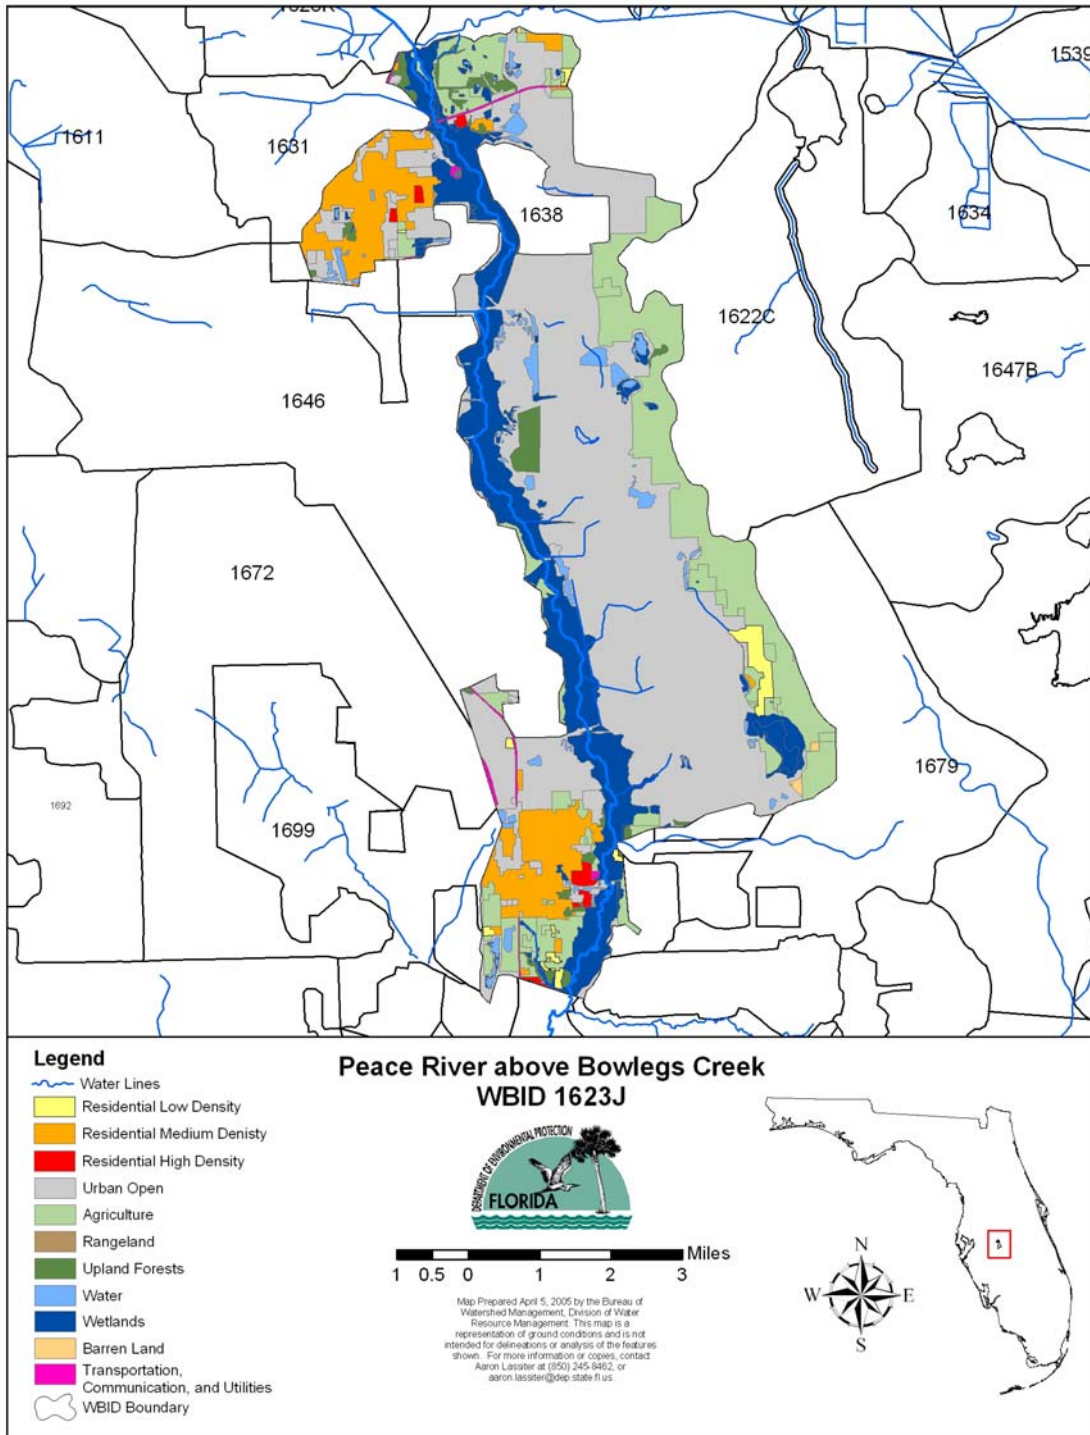 1539
1611
1631
1638
1634
1622C
1647B
1646
1672
1679
1692
1699
Legend
Water Lines
Residential Low Density
Residential Medium Denisty
Residential High Density
Urban Open
Agriculture
Rangeland
Upland Forests
Water
Wetlands
Barren Land
Transportation,
Communication, and Utilities
WBID Boundary
Peace River above Bowlegs Creek
WBID 1623J
DEPARTMENT OF ENVIRONMENTAL PROTECTION
FLORIDA
Miles
1 0.5 0 1 2 3
Map Prepared April 5, 2005 by the Bureau of
Watershed Management, Division of Water
Resource Management. This map is a
representation of ground conditions and is not
intended for delineations or analysis of the features
shown. For more information or copies, contact
Aaron Lassiter at (850) 245-8462, or
aaron.lassiter@dep.state.fl.us.
N
W E
S